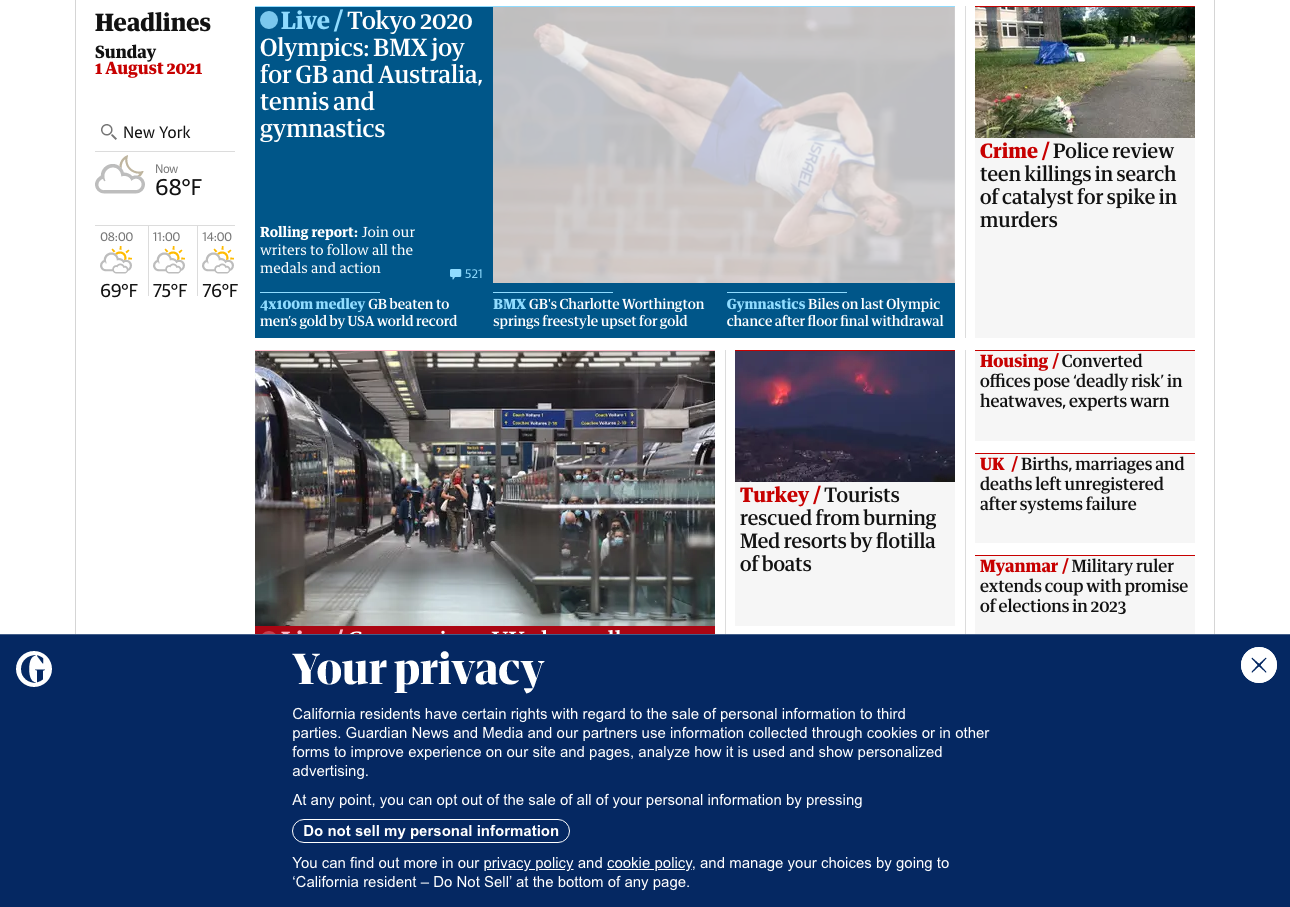 Headlines
Sunday
1 August 2021
New York
Now
68°F
08:00
11:00
14:00
69°F
75°F
76°F
Live / Tokyo 2020
Olympics: BMX joy
for GB and Australia,
tennis and
gymnastics
Rolling report: Join our
writers to follow all the
medals and action
521
4x100m medley GB beaten to
men's gold by USA world record
BMX GB's Charlotte Worthington
springs freestyle upset for gold
Gymnastics Biles on last Olympic
chance after floor final withdrawal
ISRAEL
Crime / Police review
teen killings in search
of catalyst for spike in
murders
Turkey / Tourists
rescued from burning
Med resorts by flotilla
of boats
Housing / Converted
offices pose ‘deadly risk’ in
heatwaves, experts warn
UK / Births, marriages and
deaths left unregistered
after systems failure
Myanmar / Military ruler
extends coup with promise
of elections in 2023
Your privacy
California residents have certain rights with regard to the sale of personal information to third
parties. Guardian News and Media and our partners use information collected through cookies or in other
forms to improve experience on our site and pages, analyze how it is used and show personalized
advertising.
At any point, you can opt out of the sale of all of your personal information by pressing
Do not sell my personal information
You can find out more in our privacy policy and cookie policy, and manage your choices by going to
‘California resident – Do Not Sell’ at the bottom of any page.